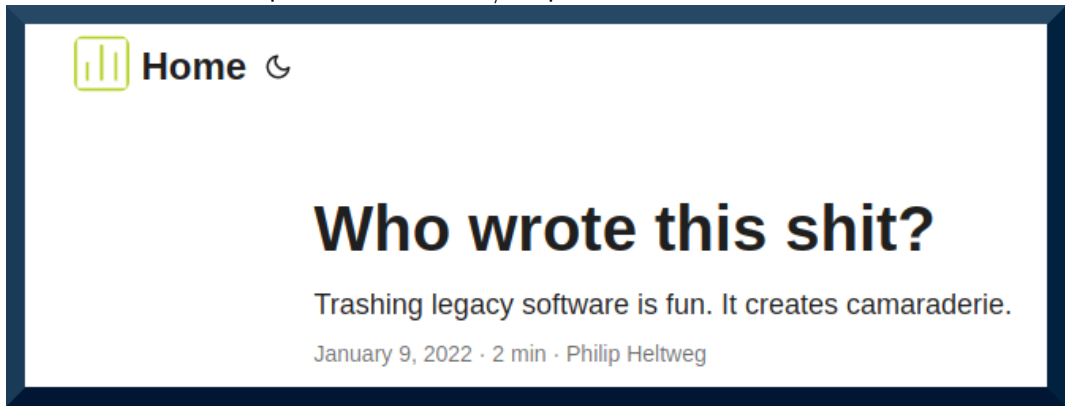 Home
Who wrote this shit?
Trashing legacy software is fun. It creates camaraderie.
January 9, 2022 · 2 min · Philip Heltweg